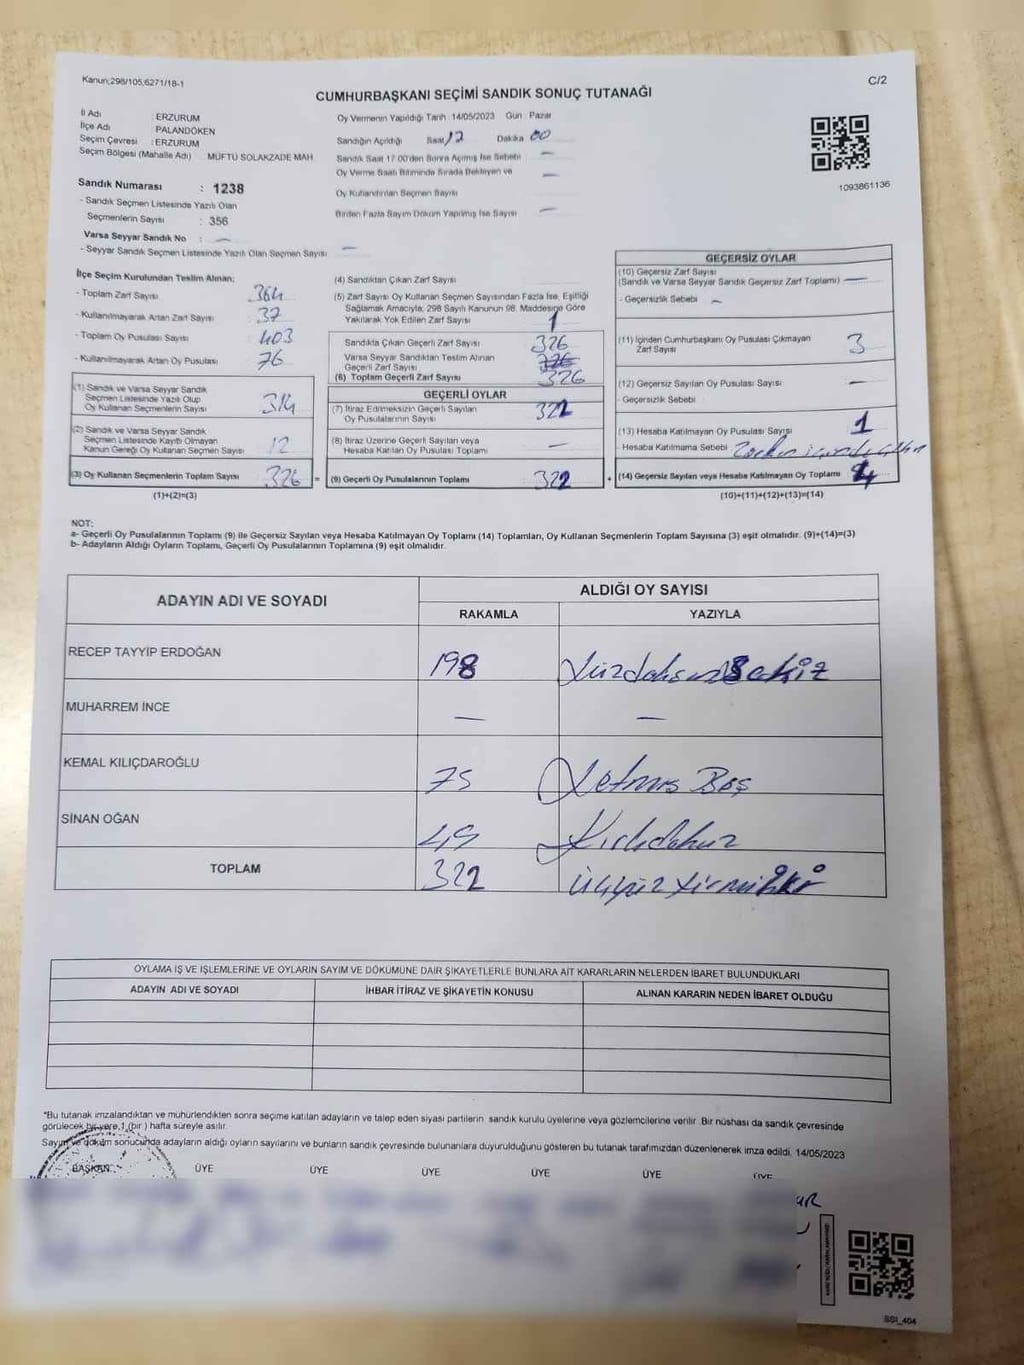 Kanun;298/105,6271/18-1
C/2
CUMHURBAŞKANI SEÇİMİ SANDIK SONUÇ TUTANAĞI
İl Adı : ERZURUM
İlçe Adı : PALANDÖKEN
Seçim Çevresi : ERZURUM
Seçim Bölgesi (Mahalle Adı) MÜFTÜ SOLAKZADE MAH
Sandık Numarası : 1238
- Sandık Seçmen Listesinde Yazılı Olan
Seçmenlerin Sayısı : 356
Varsa Seyyar Sandık No : —
- Seyyar Sandık Seçmen Listesinde Yazılı Olan Seçmen Sayısı —
Oy Vermenin Yapıldığı Tarih 14/05/2023 Gün : Pazar
Sandığın Açıldığı Saat 17 Dakika 00
Sandık Saat 17:00'den Sonra Açılmış İse Sebebi —
Oy Verme Saati Bitiminde Sırada Bekleyen ve —
Oy Kullandırılan Seçmen Sayısı
Birden Fazla Sayım Döküm Yapılmış İse Sayısı —
1093861136
İlçe Seçim Kurulundan Teslim Alınan;
- Toplam Zarf Sayısı 364
- Kullanılmayarak Artan Zarf Sayısı 37
- Toplam Oy Pusulası Sayısı 403
- Kullanılmayarak Artan Oy Pusulası 76
(1) Sandık ve Varsa Seyyar Sandık
Seçmen Listesinde Yazılı Olup
Oy Kullanan Seçmenlerin Sayısı 314
(2) Sandık ve Varsa Seyyar Sandık
Seçmen Listesinde Kayıtlı Olmayan
Kanun Gereği Oy Kullanan Seçmen Sayısı 12
(3) Oy Kullanan Seçmenlerin Toplam Sayısı 326 =
(1)+(2)=(3)
(4) Sandıktan Çıkan Zarf Sayısı
(5) Zarf Sayısı Oy Kullanan Seçmen Sayısından Fazla İse, Eşitliği
Sağlamak Amacıyla; 298 Sayılı Kanunun 98. Maddesine Göre
Yakılarak Yok Edilen Zarf Sayısı 1
Sandıkta Çıkan Geçerli Zarf Sayısı 326
Varsa Seyyar Sandıktan Teslim Alınan
Geçerli Zarf Sayısı
(6) Toplam Geçerli Zarf Sayısı 326
GEÇERLİ OYLAR
(7) İtiraz Edilmeksizin Geçerli Sayılan
Oy Pusulalarının Sayısı 322
(8) İtiraz Üzerine Geçerli Sayılan veya
Hesaba Katılan Oy Pusulası Toplamı —
(9) Geçerli Oy Pusulalarının Toplamı 322 +
GEÇERSİZ OYLAR
(10) Geçersiz Zarf Sayısı
(Sandık ve Varsa Seyyar Sandık Geçersiz Zarf Toplamı) —
- Geçersizlik Sebebi —
(11) İçinden Cumhurbaşkanı Oy Pusulası Çıkmayan
Zarf Sayısı 3
(12) Geçersiz Sayılan Oy Pusulası Sayısı —
- Geçersizlik Sebebi
(13) Hesaba Katılmayan Oy Pusulası Sayısı 1
- Hesaba Katılmama Sebebi
(14) Geçersiz Sayılan veya Hesaba Katılmayan Oy Toplamı 4
(10)+(11)+(12)+(13)=(14)
NOT:
a- Geçerli Oy Pusulalarının Toplamı (9) ile Geçersiz Sayılan veya Hesaba Katılmayan Oy Toplamı (14) Toplamları, Oy Kullanan Seçmenlerin Toplam Sayısına (3) eşit olmalıdır. (9)+(14)=(3)
b- Adayların Aldığı Oyların Toplamı, Geçerli Oy Pusulalarının Toplamına (9) eşit olmalıdır.
ADAYIN ADI VE SOYADI
ALDIĞI OY SAYISI
RAKAMLA YAZIYLA
RECEP TAYYİP ERDOĞAN 198 Yüzdoksansekiz
MUHARREM İNCE — —
KEMAL KILIÇDAROĞLU 75 Yetmiş Beş
SİNAN OĞAN 49 Kırkdokuz
TOPLAM 322 Üçyüz Yirmiiki
OYLAMA İŞ VE İŞLEMLERİNE VE OYLARIN SAYIM VE DÖKÜMÜNE DAİR ŞİKAYETLERLE BUNLARA AİT KARARLARIN NELERDEN İBARET BULUNDUKLARI
ADAYIN ADI VE SOYADI İHBAR İTİRAZ VE ŞİKAYETİN KONUSU ALINAN KARARIN NEDEN İBARET OLDUĞU
*Bu tutanak imzalandıktan ve mühürlendikten sonra seçime katılan adayların ve talep eden siyasi partilerin, sandık kurulu üyelerine veya gözlemcilerine verilir. Bir nüshası da sandık çevresinde
görülecek bir yere 1 (bir ) hafta süreyle asılır.
Sayım ve döküm sonucunda adayların aldığı oyların sayılarını ve bunların sandık çevresinde bulunanlara duyurulduğunu gösteren bu tutanak tarafımızdan düzenlenerek imza edildi. 14/05/2023
BAŞKAN ÜYE ÜYE ÜYE ÜYE ÜYE ÜYE
SSI_404